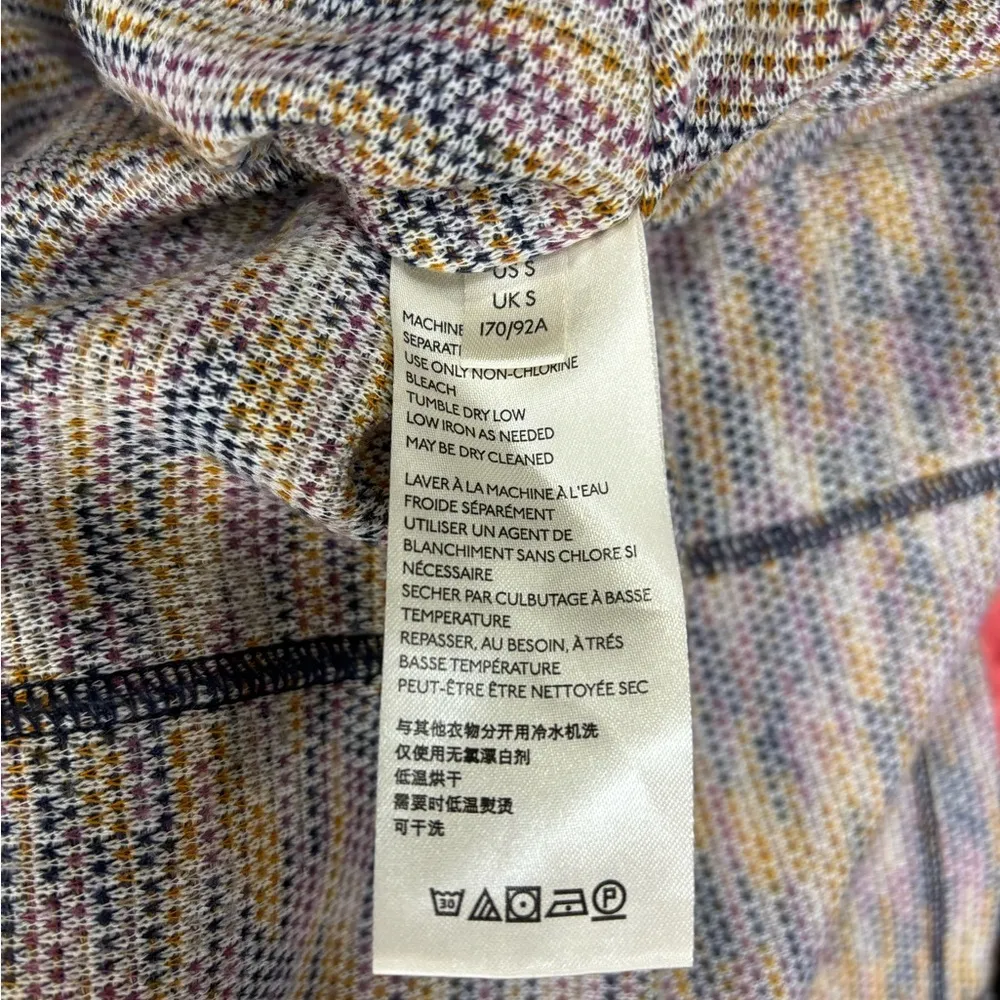 US S
UK S
170/92A
MACHINE
SEPARAT
USE ONLY NON-CHLORINE
BLEACH
TUMBLE DRY LOW
LOW IRON AS NEEDED
MAY BE DRY CLEANED
LAVER À LA MACHINE À L'EAU
FROIDE SÉPARÉMENT
UTILISER UN AGENT DE
BLANCHIMENT SANS CHLORE SI
NÉCESSAIRE
SECHER PAR CULBUTAGE À BASSE
TEMPERATURE
REPASSER, AU BESOIN, À TRÉS
BASSE TEMPÉRATURE
PEUT-ÊTRE ÊTRE NETTOYÉE SEC
与其他衣物分开用冷水机洗
仅使用无氯漂白剂
低温烘干
需要时低温熨烫
可干洗
30 P